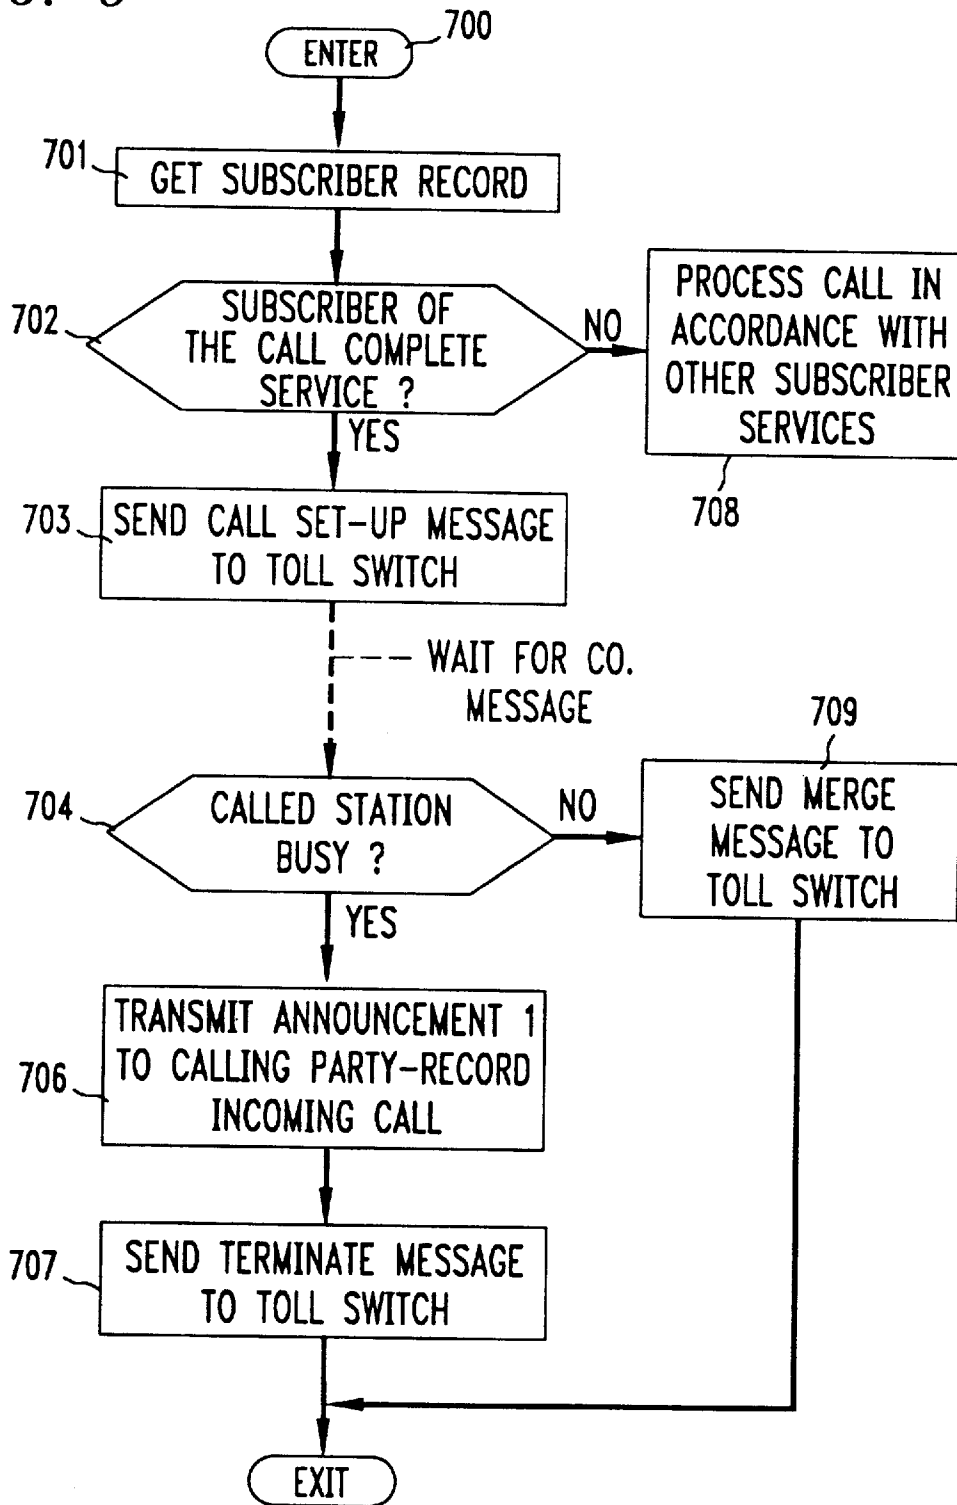 700
ENTER
701
GET SUBSCRIBER RECORD
702
SUBSCRIBER OF
THE CALL COMPLETE
SERVICE ?
NO
PROCESS CALL IN
ACCORDANCE WITH
OTHER SUBSCRIBER
SERVICES
708
YES
703
SEND CALL SET-UP MESSAGE
TO TOLL SWITCH
WAIT FOR CO.
MESSAGE
709
704
CALLED STATION
BUSY ?
NO
SEND MERGE
MESSAGE TO
TOLL SWITCH
YES
706
TRANSMIT ANNOUNCEMENT 1
TO CALLING PARTY-RECORD
INCOMING CALL
707
SEND TERMINATE MESSAGE
TO TOLL SWITCH
EXIT